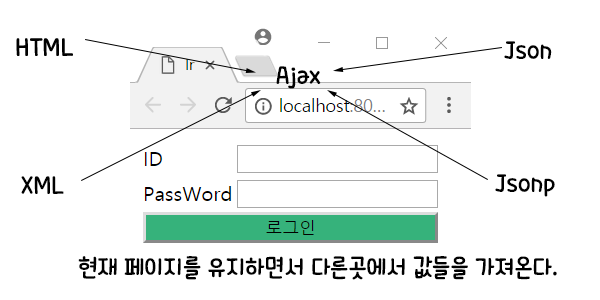 HTML
Json
Ir
Ajax
localhost:80...
XML
Jsonp
ID
PassWord
로그인
현재 페이지를 유지하면서 다른곳에서 값들을 가져온다.